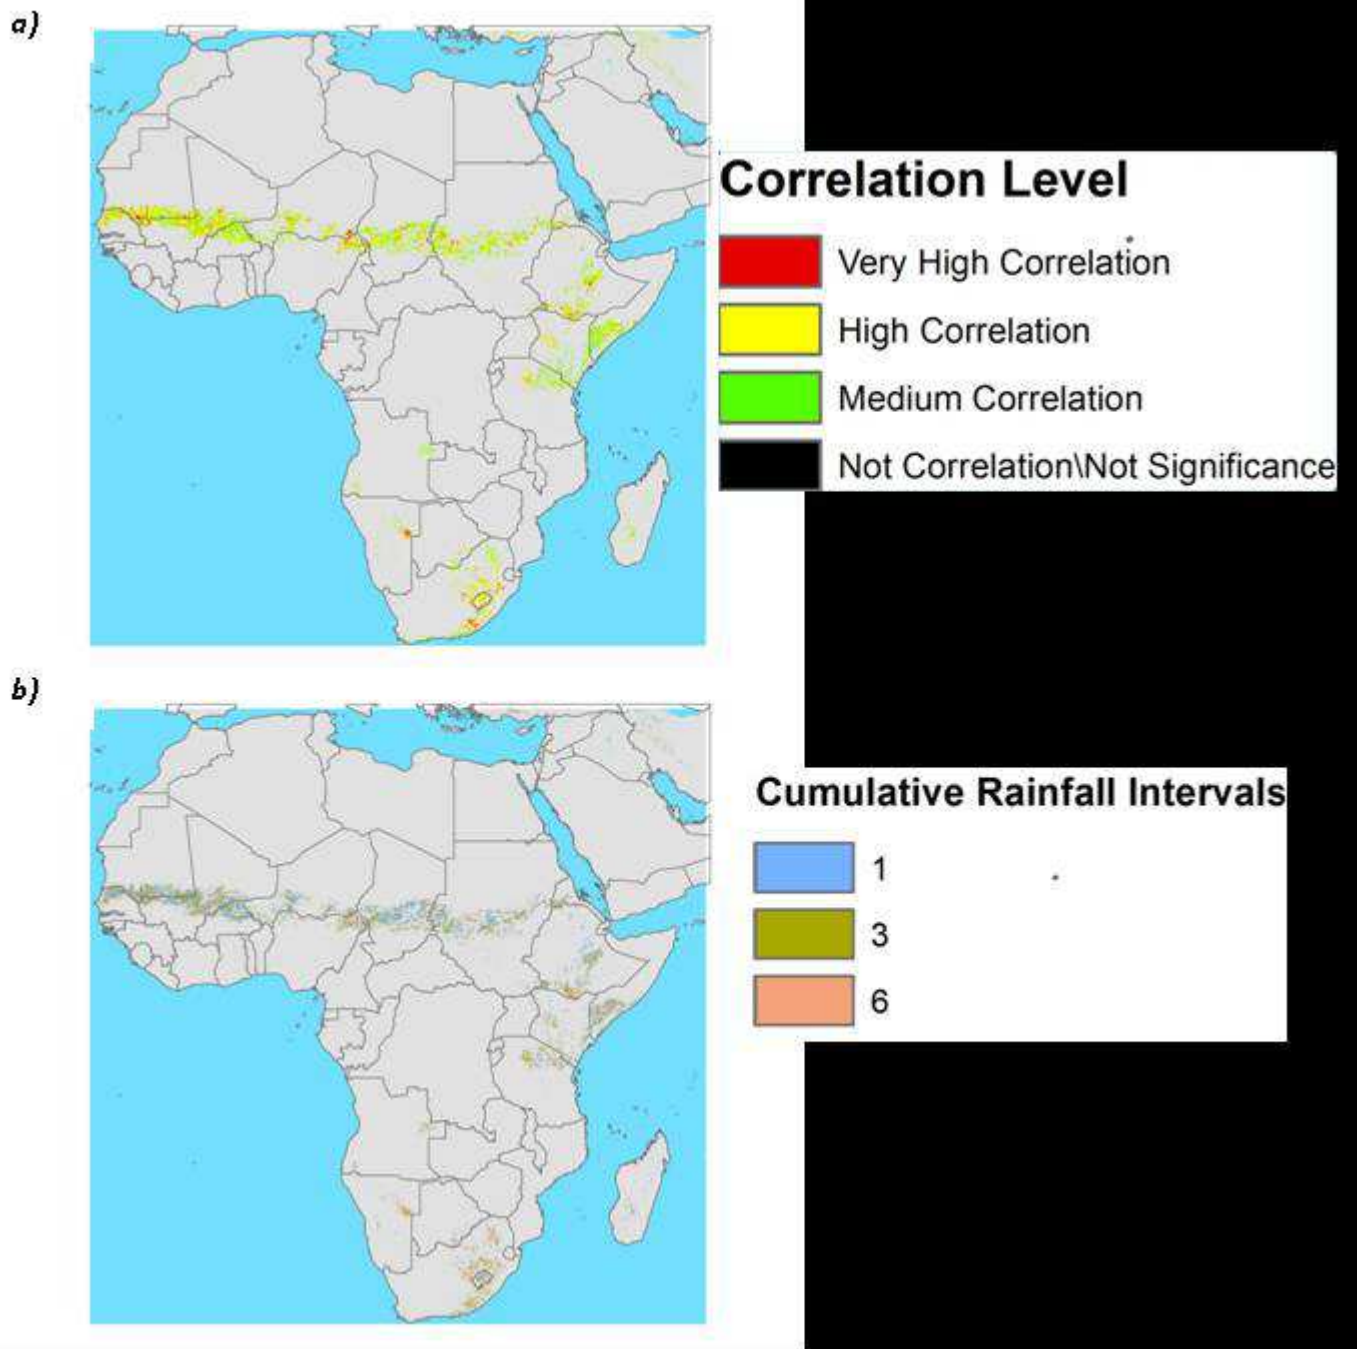 a)
Correlation Level
Very High Correlation
High Correlation
Medium Correlation
Not Correlation\Not Significance
b)
Cumulative Rainfall Intervals
1
3
6